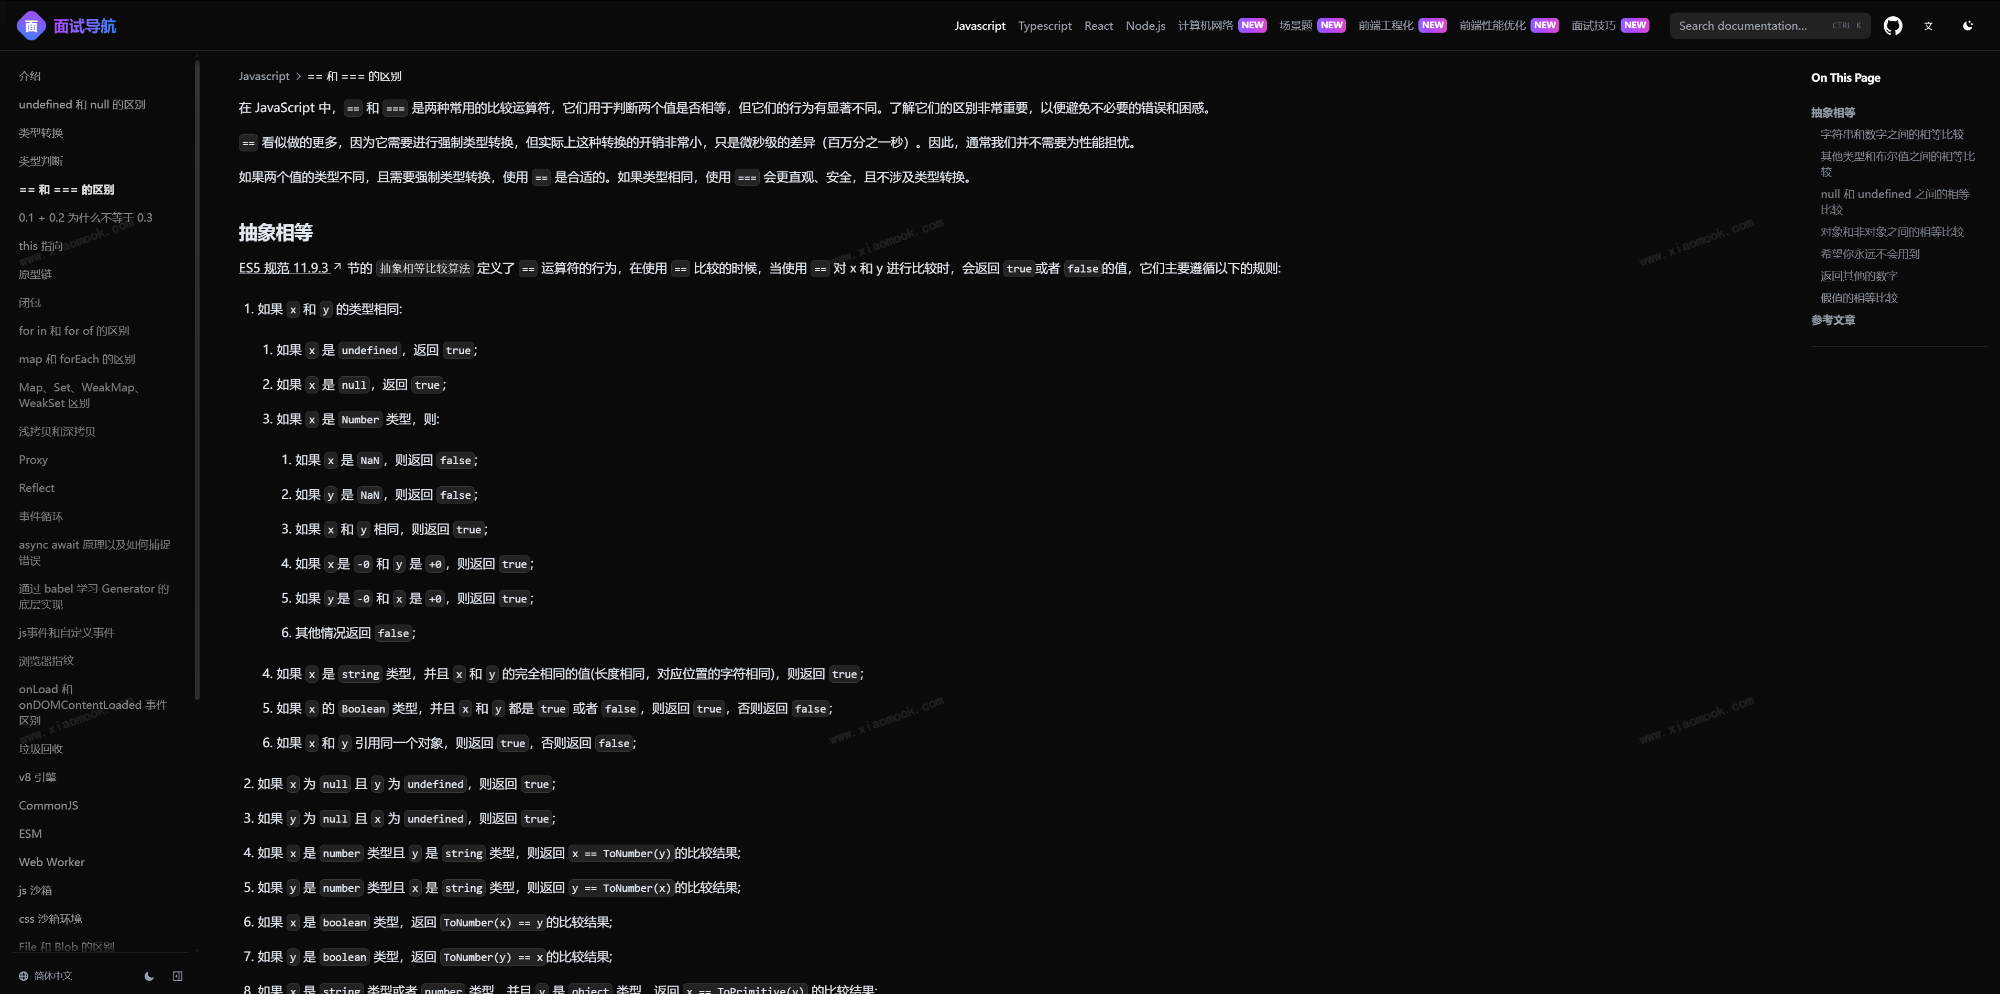 面 面试导航
Javascript Typescript React Node.js 计算机网络 NEW 场景题 NEW 前端工程化 NEW 前端性能优化 NEW 面试技巧 NEW Search documentation... CTRL K 文
介绍
undefined 和 null 的区别
类型转换
类型判断
== 和 === 的区别
0.1 + 0.2 为什么不等于 0.3
this 指向
原型链
闭包
for in 和 for of 的区别
map 和 forEach 的区别
Map、Set、WeakMap、
WeakSet 区别
浅拷贝和深拷贝
Proxy
Reflect
事件循环
async await 原理以及如何捕捉
错误
通过 babel 学习 Generator 的
底层实现
js事件和自定义事件
浏览器指纹
onLoad 和
onDOMContentLoaded 事件
区别
垃圾回收
v8 引擎
CommonJS
ESM
Web Worker
js 沙箱
css 沙箱环境
File 和 Blob 的区别
简体中文
Javascript > == 和 === 的区别
在 JavaScript 中，== 和 === 是两种常用的比较运算符，它们用于判断两个值是否相等，但它们的行为有显著不同。了解它们的区别非常重要，以便避免不必要的错误和困惑。
== 看似做的更多，因为它需要进行强制类型转换，但实际上这种转换的开销非常小，只是微秒级的差异（百万分之一秒）。因此，通常我们并不需要为性能担忧。
如果两个值的类型不同，且需要强制类型转换，使用 == 是合适的。如果类型相同，使用 === 会更直观、安全，且不涉及类型转换。
抽象相等
ES5 规范 11.9.3 ↗ 节的 抽象相等比较算法 定义了 == 运算符的行为，在使用 == 比较的时候，当使用 == 对 x 和 y 进行比较时，会返回 true或者 false的值，它们主要遵循以下的规则:
1. 如果 x 和 y 的类型相同:
1. 如果 x 是 undefined，返回 true;
2. 如果 x 是 null，返回 true;
3. 如果 x 是 Number 类型，则:
1. 如果 x 是 NaN，则返回 false;
2. 如果 y 是 NaN，则返回 false;
3. 如果 x 和 y 相同，则返回 true;
4. 如果 x是 -0 和 y 是 +0，则返回 true;
5. 如果 y是 -0 和 x 是 +0，则返回 true;
6. 其他情况返回 false;
4. 如果 x 是 string 类型，并且 x 和 y 的完全相同的值(长度相同，对应位置的字符相同)，则返回 true;
5. 如果 x 的 Boolean 类型，并且 x 和 y 都是 true 或者 false，则返回 true，否则返回 false;
6. 如果 x 和 y 引用同一个对象，则返回 true，否则返回 false;
2. 如果 x 为 null 且 y 为 undefined，则返回 true;
3. 如果 y 为 null 且 x 为 undefined，则返回 true;
4. 如果 x 是 number 类型且 y 是 string 类型，则返回 x == ToNumber(y)的比较结果;
5. 如果 y 是 number 类型且 x 是 string 类型，则返回 y == ToNumber(x)的比较结果;
6. 如果 x 是 boolean 类型，返回 ToNumber(x) == y的比较结果;
7. 如果 y 是 boolean 类型，返回 ToNumber(y) == x的比较结果;
8. 如果 x 是 string 类型或者 number 类型，并且 y 是 object 类型，返回 x == ToPrimitive(y) 的比较结果;
On This Page
抽象相等
字符串和数字之间的相等比较
其他类型和布尔值之间的相等比
较
null 和 undefined 之间的相等
比较
对象和非对象之间的相等比较
希望你永远不会用到
返回其他的数字
假值的相等比较
参考文章
www.xiaomook.com
www.xiaomook.com
www.xiaomook.com
www.xiaomook.com
www.xiaomook.com
www.xiaomook.com